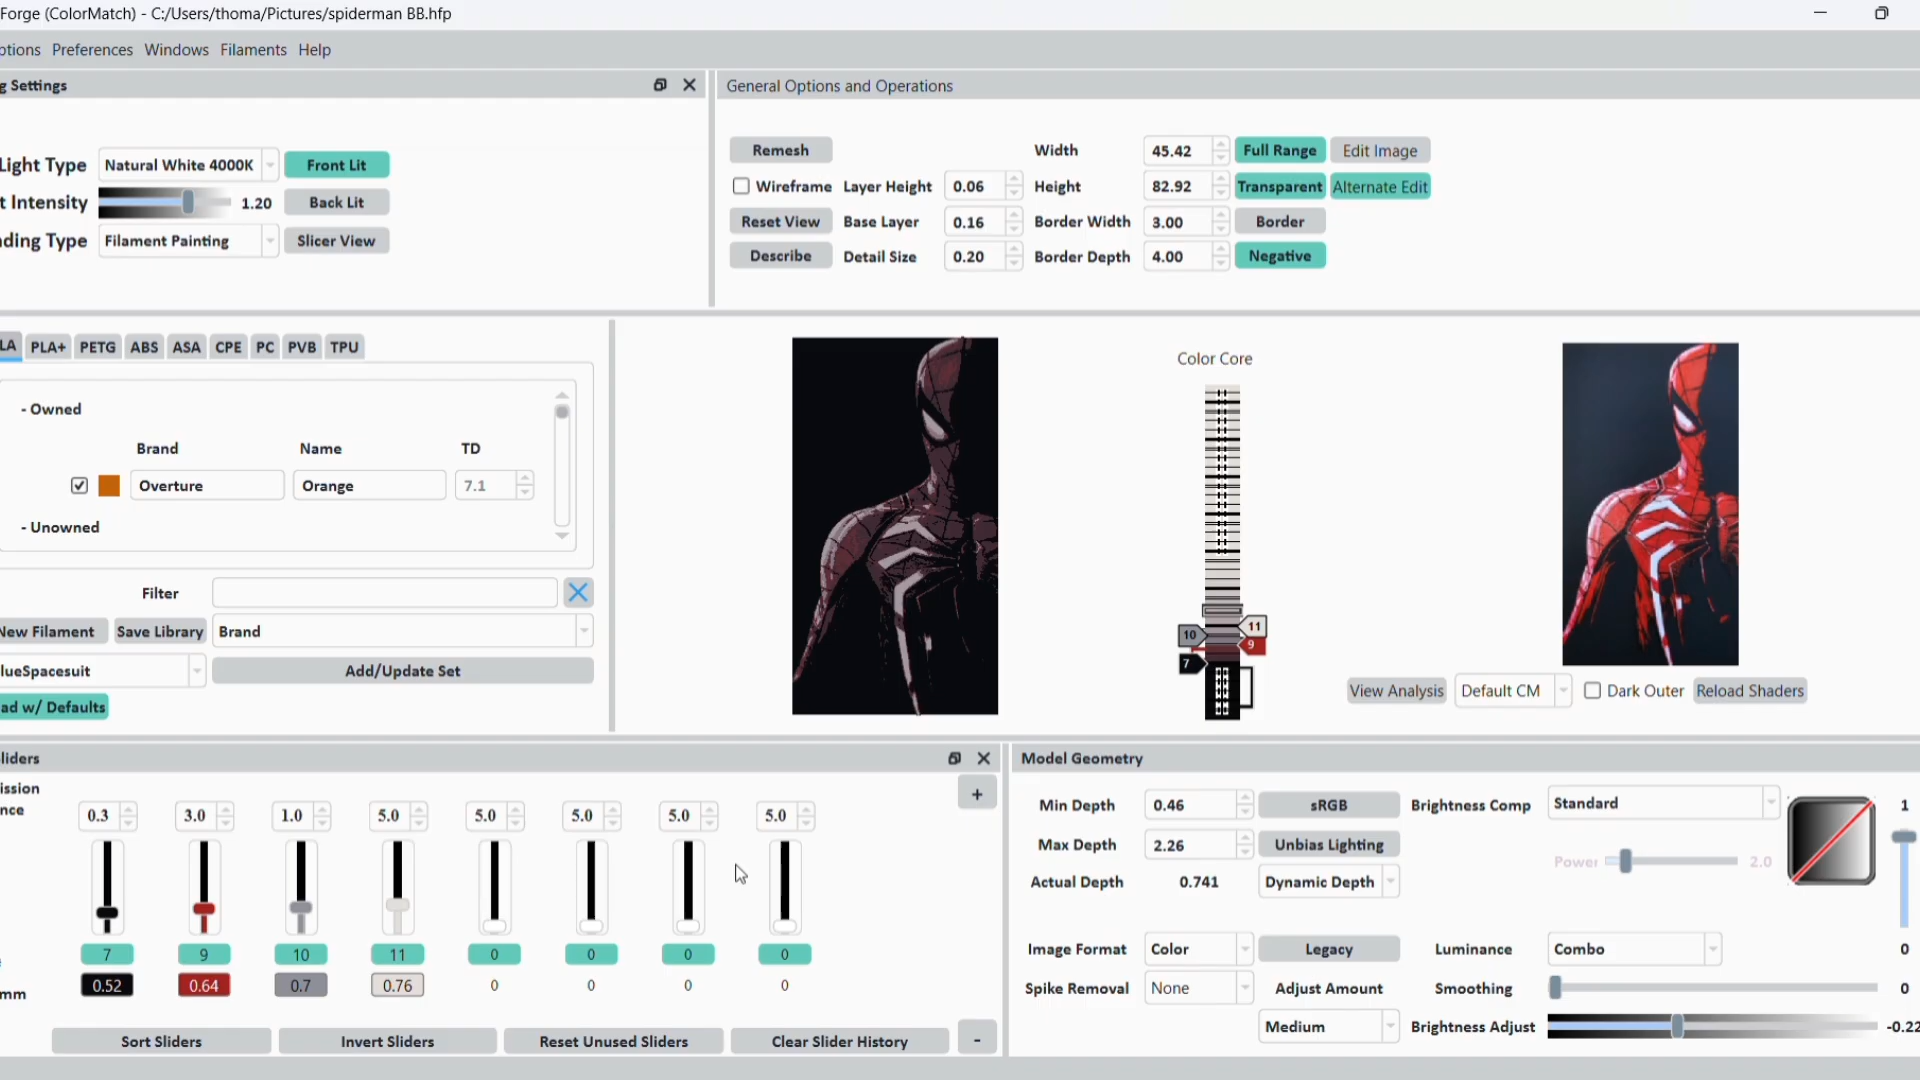 Forge (ColorMatch) - C:/Users/thoma/Pictures/spiderman BB.hfp
ptions Preferences Windows Filaments Help
g Settings
General Options and Operations
Light Type Natural White 4000K Front Lit
t Intensity 1.20 Back Lit
ading Type Filament Painting Slicer View
Remesh Width 45.42 Full Range Edit Image
Wireframe Layer Height 0.06 Height 82.92 Transparent Alternate Edit
Reset View Base Layer 0.16 Border Width 3.00 Border
Describe Detail Size 0.20 Border Depth 4.00 Negative
LA PLA+ PETG ABS ASA CPE PC PVB TPU
- Owned
Brand Name TD
Overture Orange 7.1
- Unowned
Filter
New Filament Save Library Brand
lueSpacesuit Add/Update Set
ad w/ Defaults
Color Core
11
10
9
7
View Analysis Default CM Dark Outer Reload Shaders
liders
ission
nce
0.3 3.0 1.0 5.0 5.0 5.0 5.0 5.0
+
7 9 10 11 0 0 0 0
mm 0.52 0.64 0.7 0.76 0 0 0 0
Sort Sliders Invert Sliders Reset Unused Sliders Clear Slider History -
Model Geometry
Min Depth 0.46 sRGB Brightness Comp Standard 1
Max Depth 2.26 Unbias Lighting Power 2.0
Actual Depth 0.741 Dynamic Depth
Image Format Color Legacy Luminance Combo 0
Spike Removal None Adjust Amount Smoothing 0
Medium Brightness Adjust -0.22